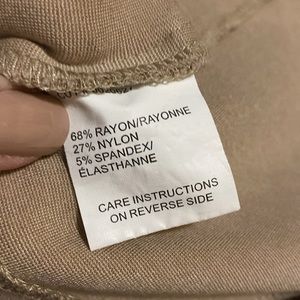 68% RAYON/RAYONNE
27% NYLON
5% SPANDEX/
ÉLASTHANNE
CARE INSTRUCTIONS
ON REVERSE SIDE